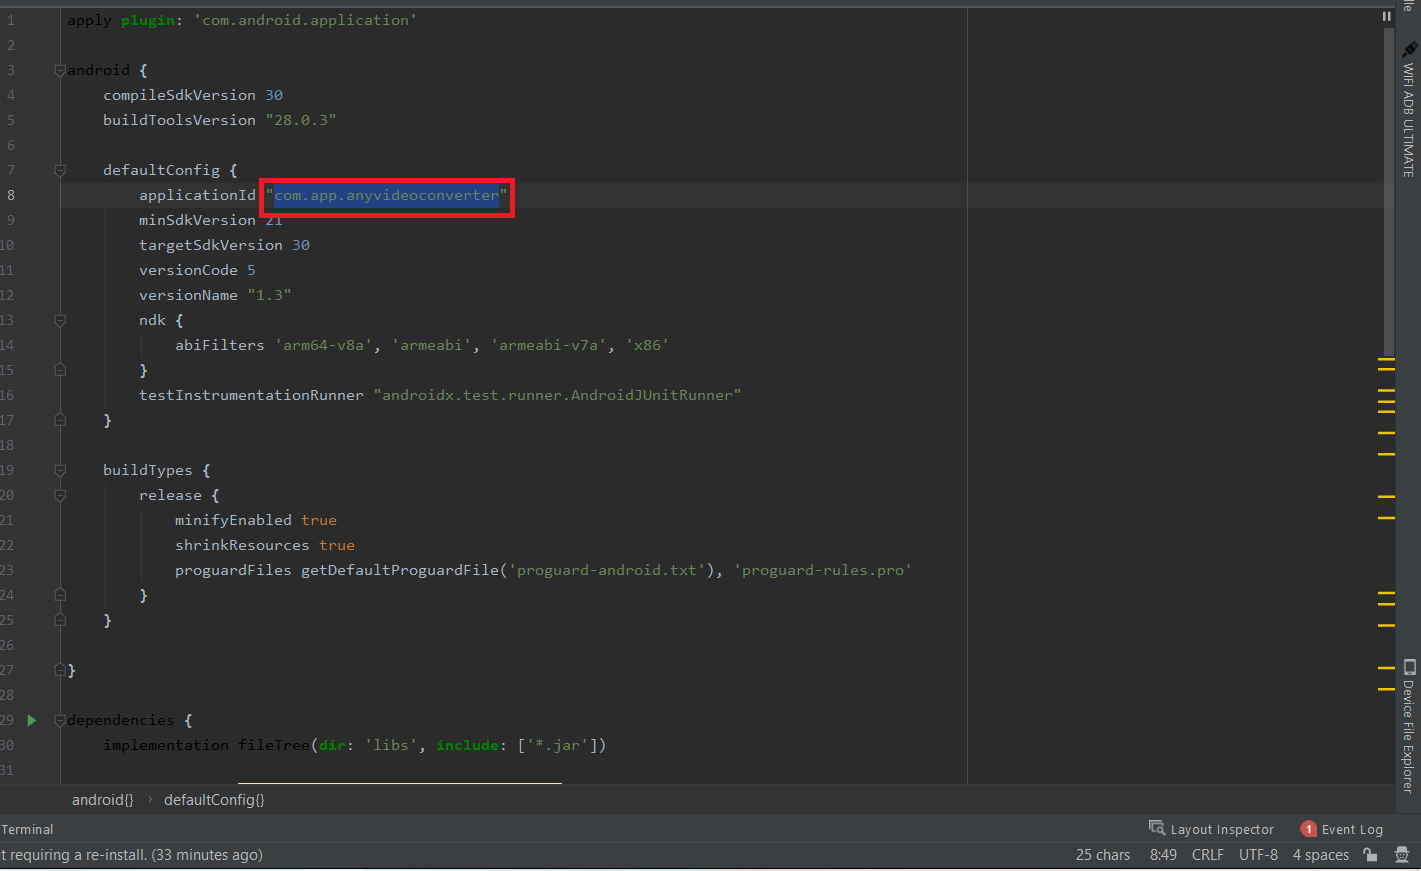 1 apply plugin: 'com.android.application'
2
3 android {
4 compileSdkVersion 30
5 buildToolsVersion "28.0.3"
6
7 defaultConfig {
8 applicationId "com.app.anyvideoconverter"
9 minSdkVersion 21
10 targetSdkVersion 30
11 versionCode 5
12 versionName "1.3"
13 ndk {
14 abiFilters 'arm64-v8a', 'armeabi', 'armeabi-v7a', 'x86'
15 }
16 testInstrumentationRunner "androidx.test.runner.AndroidJUnitRunner"
17 }
18
19 buildTypes {
20 release {
21 minifyEnabled true
22 shrinkResources true
23 proguardFiles getDefaultProguardFile('proguard-android.txt'), 'proguard-rules.pro'
24 }
25 }
26
27 }
28
29 dependencies {
30 implementation fileTree(dir: 'libs', include: ['*.jar'])
31
lle
WIFI ADB ULTIMATE
Device File Explorer
android{} › defaultConfig{}
Terminal Layout Inspector 1 Event Log
t requiring a re-install. (33 minutes ago) 25 chars 8:49 CRLF UTF-8 4 spaces